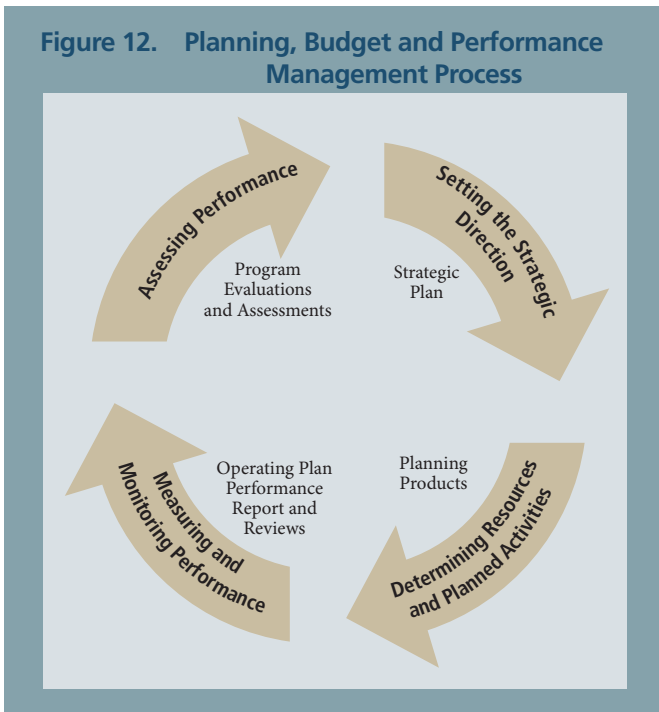 Figure 12. Planning, Budget and Performance
Management Process
Assessing Performance
Program
Evaluations
and Assessments
Setting the Strategic
Direction
Strategic
Plan
Operating Plan
Performance
Report and
Reviews
Measuring and
Monitoring Performance
Planning
Products
Determining Resources
and Planned Activities